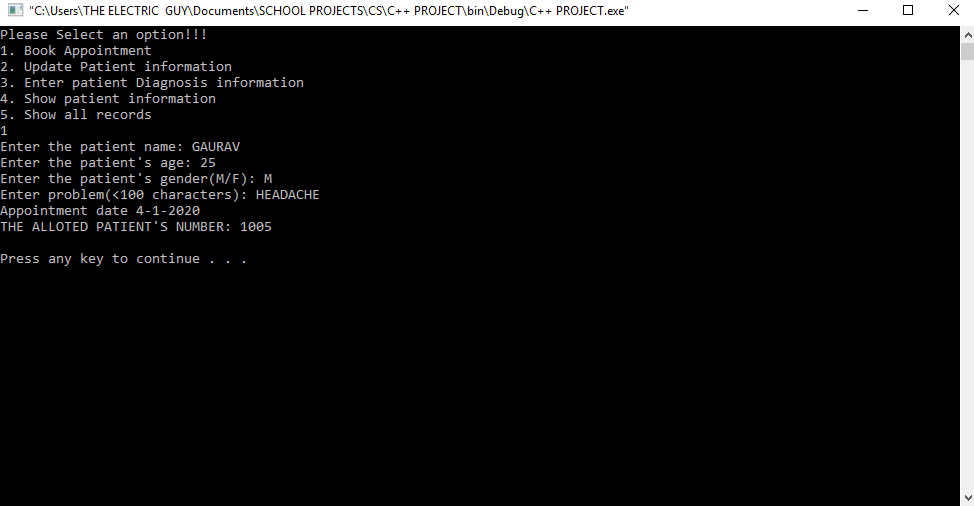 "C:\Users\THE ELECTRIC  GUY\Documents\SCHOOL PROJECTS\CS\C++ PROJECT\bin\Debug\C++ PROJECT.exe"
Please Select an option!!!
1. Book Appointment
2. Update Patient information
3. Enter patient Diagnosis information
4. Show patient information
5. Show all records
1
Enter the patient name: GAURAV
Enter the patient's age: 25
Enter the patient's gender(M/F): M
Enter problem(<100 characters): HEADACHE
Appointment date 4-1-2020
THE ALLOTED PATIENT'S NUMBER: 1005
Press any key to continue . . .